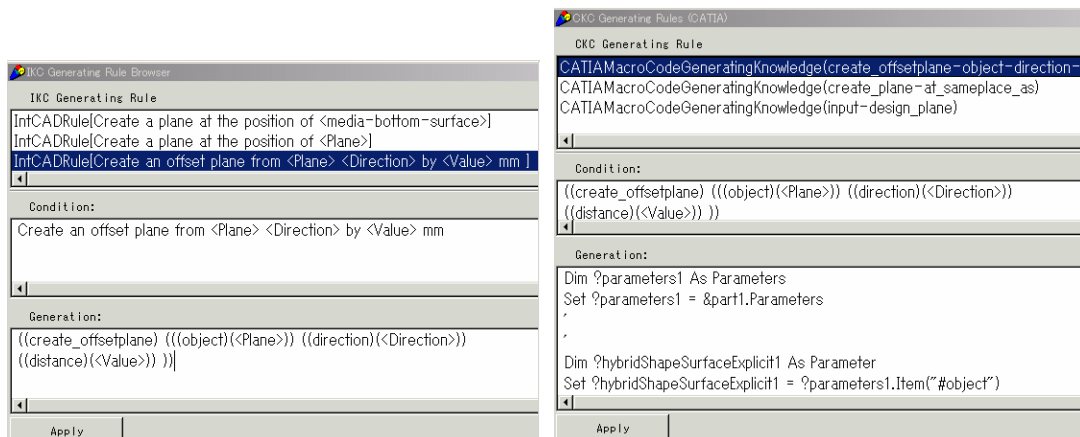 IKC Generating Rule Browser
IKC Generating Rule
IntCADRule[Create a plane at the position of <media-bottom-surface>]
IntCADRule[Create a plane at the position of <Plane>]
IntCADRule[Create an offset plane from <Plane> <Direction> by <Value> mm ]
Condition:
Create an offset plane from <Plane> <Direction> by <Value> mm
Generation:
((create_offsetplane) (((object)(<Plane>)) ((direction)(<Direction>))
((distance)(<Value>)) ))
Apply
CKC Generating Rules (CATIA)
CKC Generating Rule
CATIAMacroCodeGeneratingKnowledge(create_offsetplane-object-direction-
CATIAMacroCodeGeneratingKnowledge(create_plane-at_sameplace_as)
CATIAMacroCodeGeneratingKnowledge(input-design_plane)
Condition:
((create_offsetplane) (((object)(<Plane>)) ((direction)(<Direction>))
((distance)(<Value>)) ))
Generation:
Dim ?parameters1 As Parameters
Set ?parameters1 = &part1.Parameters
'
'
Dim ?hybridShapeSurfaceExplicit1 As Parameter
Set ?hybridShapeSurfaceExplicit1 = ?parameters1.Item("#object")
Apply